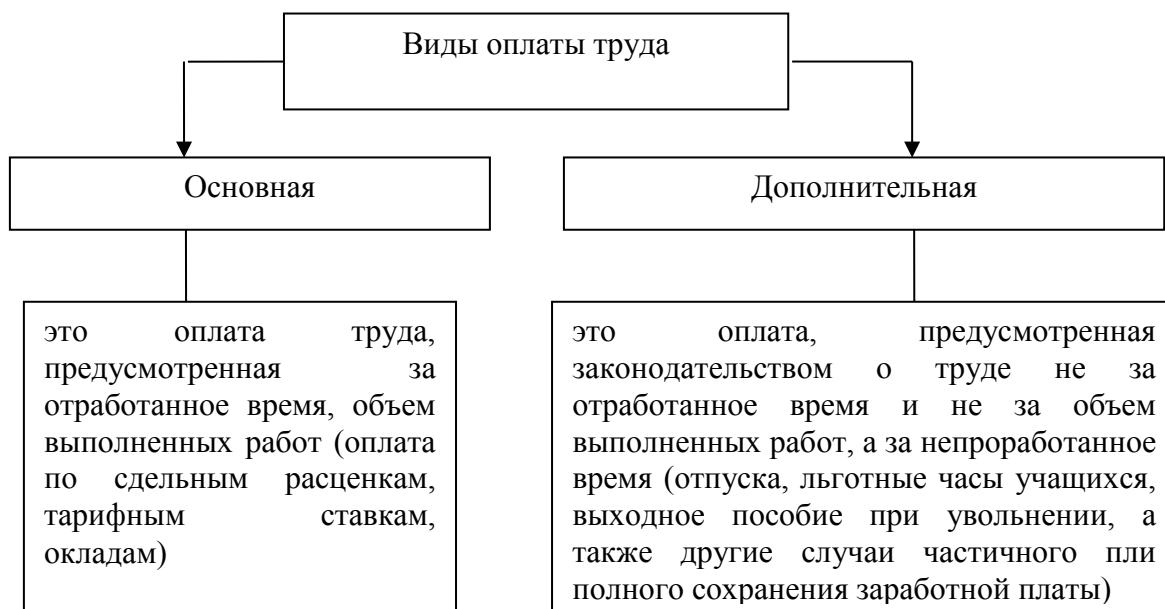 Виды оплаты труда
Основная
Дополнительная
это оплата труда,
предусмотренная за
отработанное время, объем
выполненных работ (оплата
по сдельным расценкам,
тарифным ставкам,
окладам)
это оплата, предусмотренная
законодательством о труде не за
отработанное время и не за объем
выполненных работ, а за непроработанное
время (отпуска, льготные часы учащихся,
выходное пособие при увольнении, а
также другие случаи частичного пли
полного сохранения заработной платы)